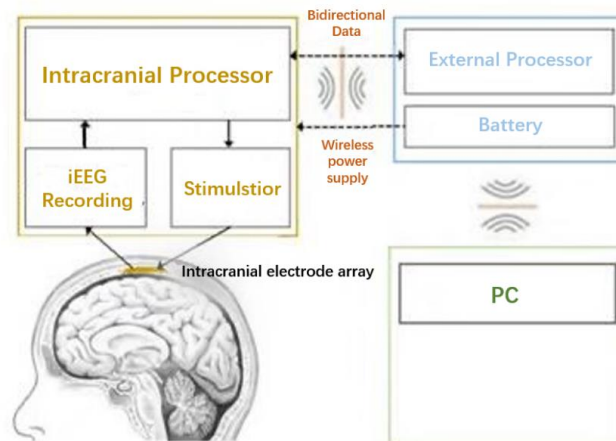 Bidirectional
Data
Intracranial Processor
External Processor
Battery
Wireless
power
supply
iEEG
Recording
Stimulstior
Intracranial electrode array
PC